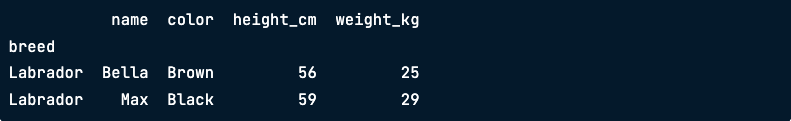 name color height_cm weight_kg
breed
Labrador Bella Brown 56 25
Labrador Max Black 59 29